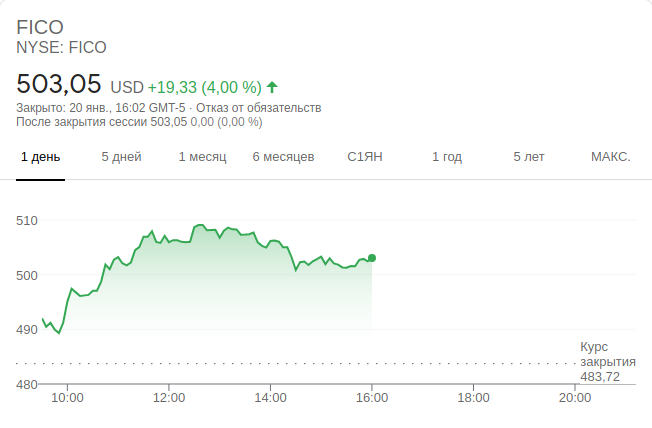 FICO
NYSE: FICO
503,05 USD +19,33 (4,00 %)
Закрыто: 20 янв., 16:02 GMT-5 · Отказ от обязательств
После закрытия сессии 503,05 0,00 (0,00 %)
1 день 5 дней 1 месяц 6 месяцев С1ЯН 1 год 5 лет МАКС.
510
500
490
Курс
закрытия
483,72
480
10:00 12:00 14:00 16:00 18:00 20:00